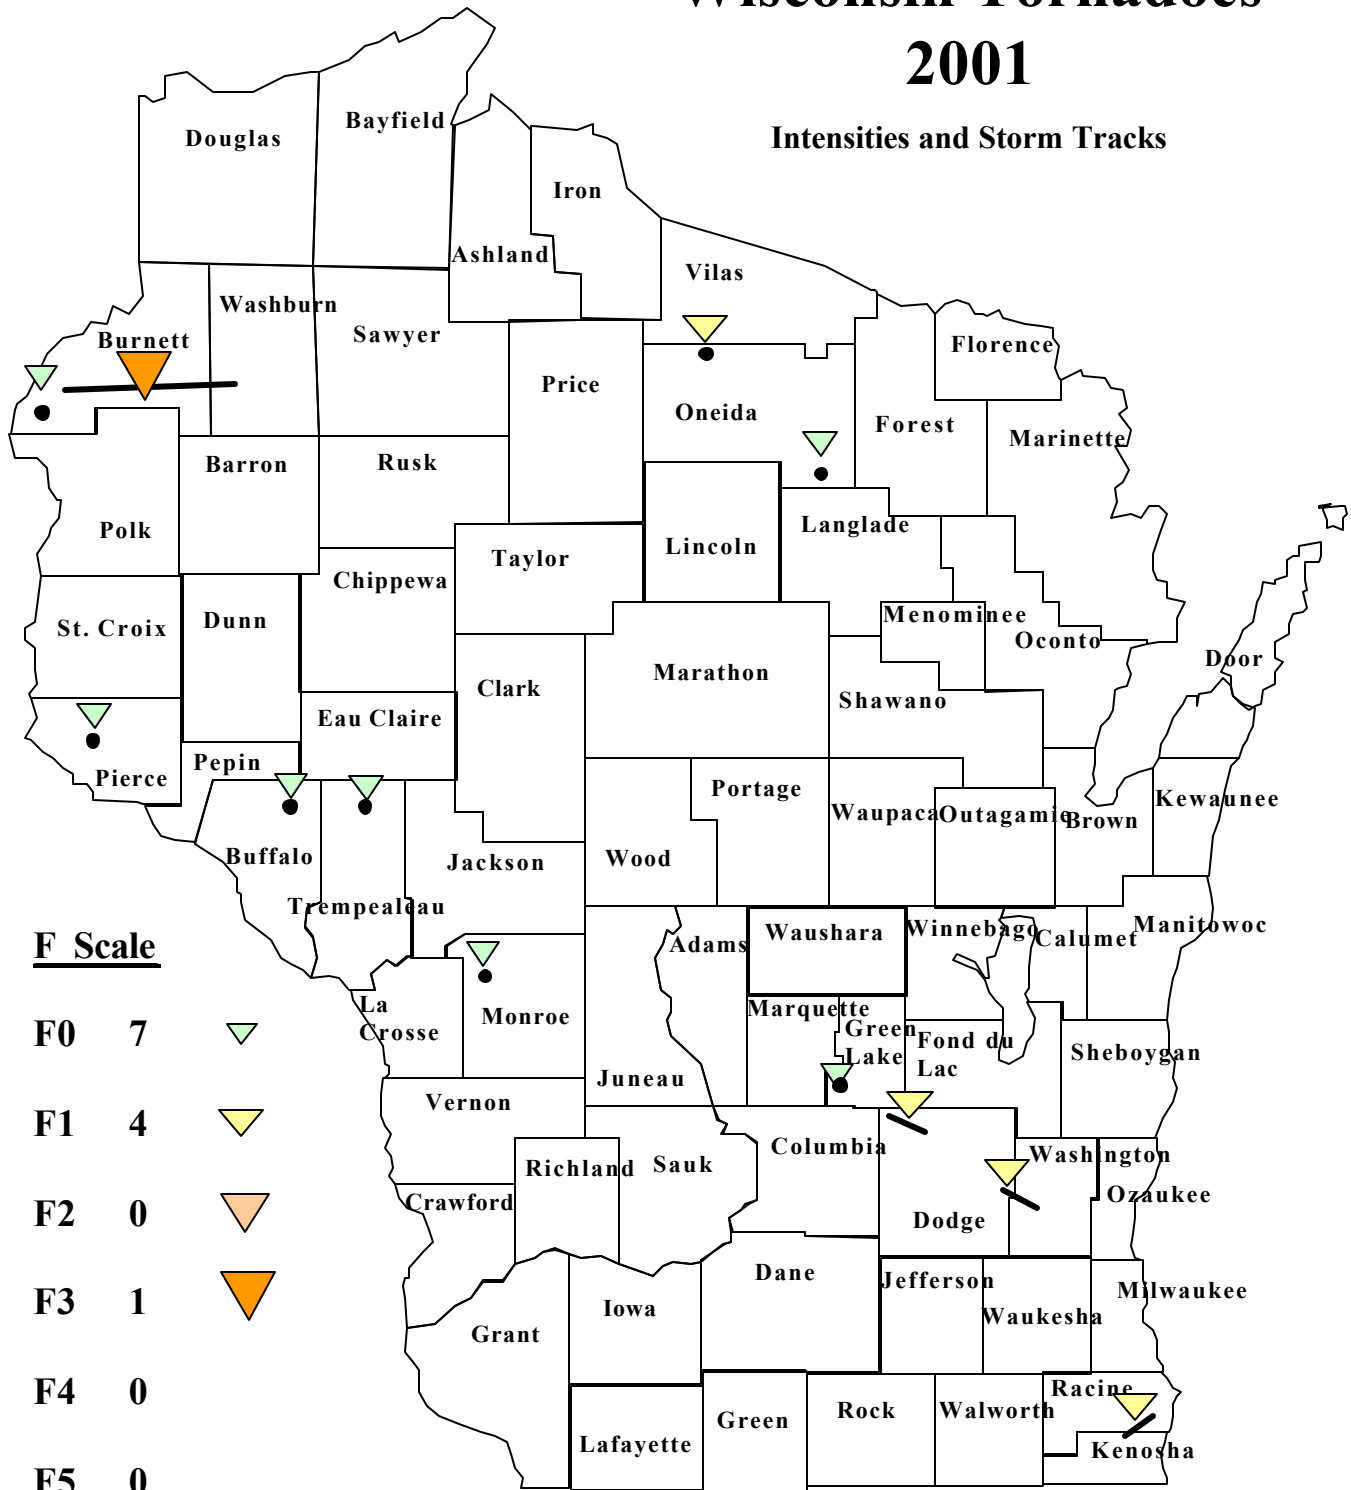 Wisconsin Tornadoes
2001
Intensities and Storm Tracks
Douglas
Bayfield
Iron
Ashland
Vilas
Washburn
Sawyer
Burnett
Florence
Price
Oneida
Forest
Marinette
Barron
Rusk
Polk
Langlade
Lincoln
Taylor
Chippewa
St. Croix
Dunn
Menominee
Oconto
Door
Marathon
Clark
Shawano
Eau Claire
Pepin
Pierce
Portage
Waupaca
Outagamie
Brown
Kewaunee
Buffalo
Jackson
Wood
Trempealeau
Adams
Waushara
Winnebago
Calumet
Manitowoc
La
Crosse
Monroe
Marquette
Green
Lake
Fond du
Lac
Sheboygan
Juneau
Vernon
Columbia
Washington
Richland
Sauk
Ozaukee
Crawford
Dodge
Dane
Jefferson
Milwaukee
Iowa
Waukesha
Grant
Racine
Rock
Walworth
Green
Lafayette
Kenosha
F Scale
F0 7
F1 4
F2 0
F3 1
F4 0
F5 0